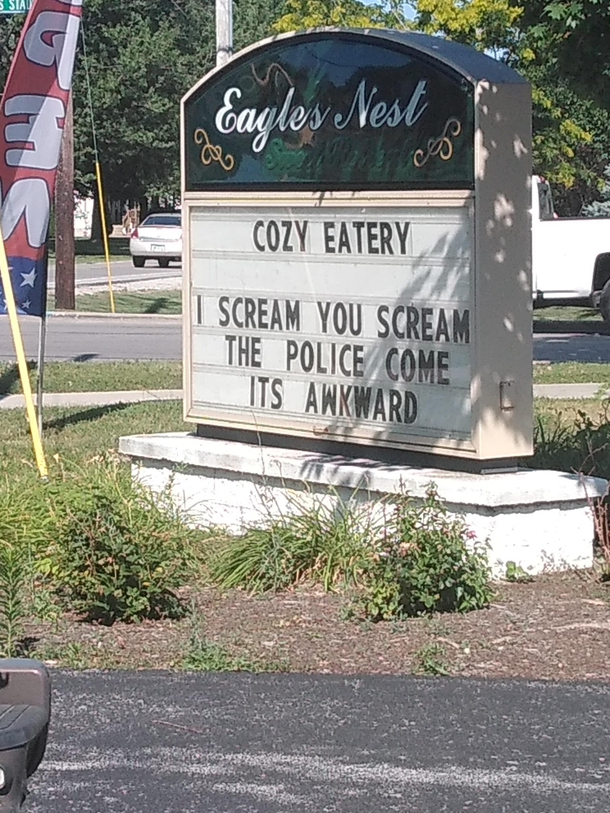 Eagles Nest
COZY EATERY
I SCREAM YOU SCREAM
THE POLICE COME
ITS AWKWARD